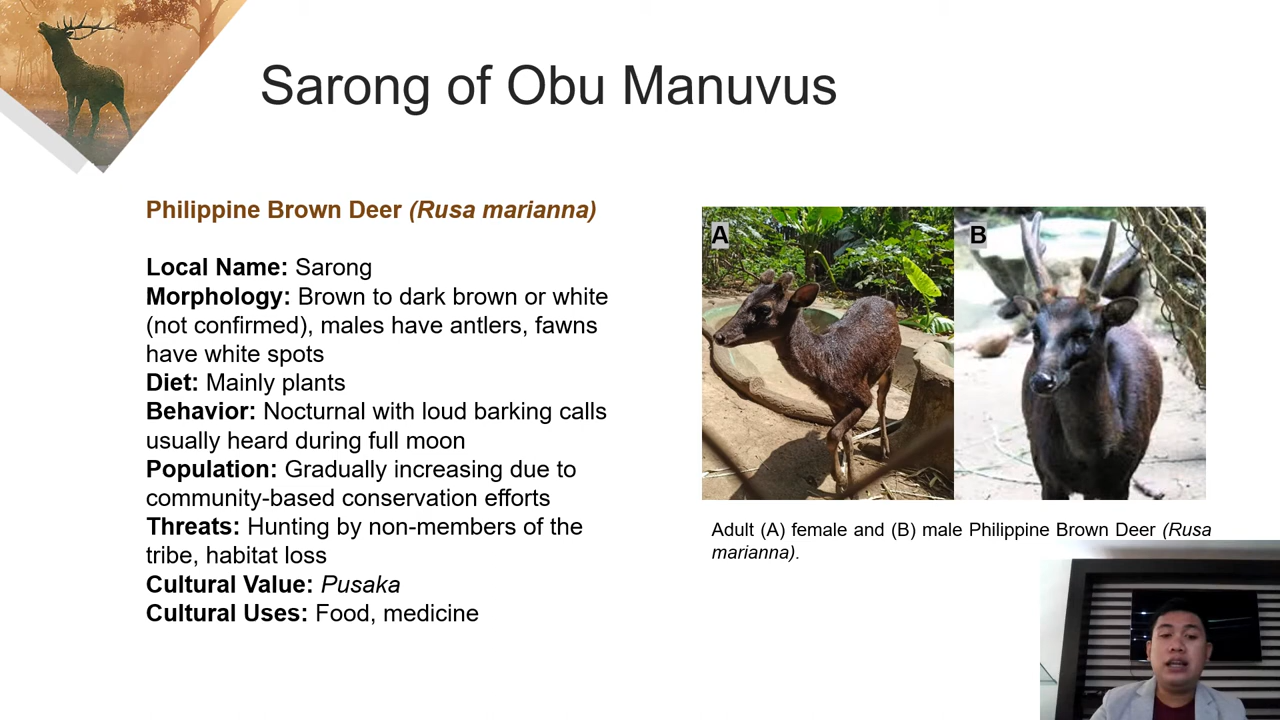 Sarong of Obu Manuvus
Philippine Brown Deer (Rusa marianna)
Local Name: Sarong
Morphology: Brown to dark brown or white
(not confirmed), males have antlers, fawns
have white spots
Diet: Mainly plants
Behavior: Nocturnal with loud barking calls
usually heard during full moon
Population: Gradually increasing due to
community-based conservation efforts
Threats: Hunting by non-members of the
tribe, habitat loss
Cultural Value: Pusaka
Cultural Uses: Food, medicine
A
B
Adult (A) female and (B) male Philippine Brown Deer (Rusa
marianna).